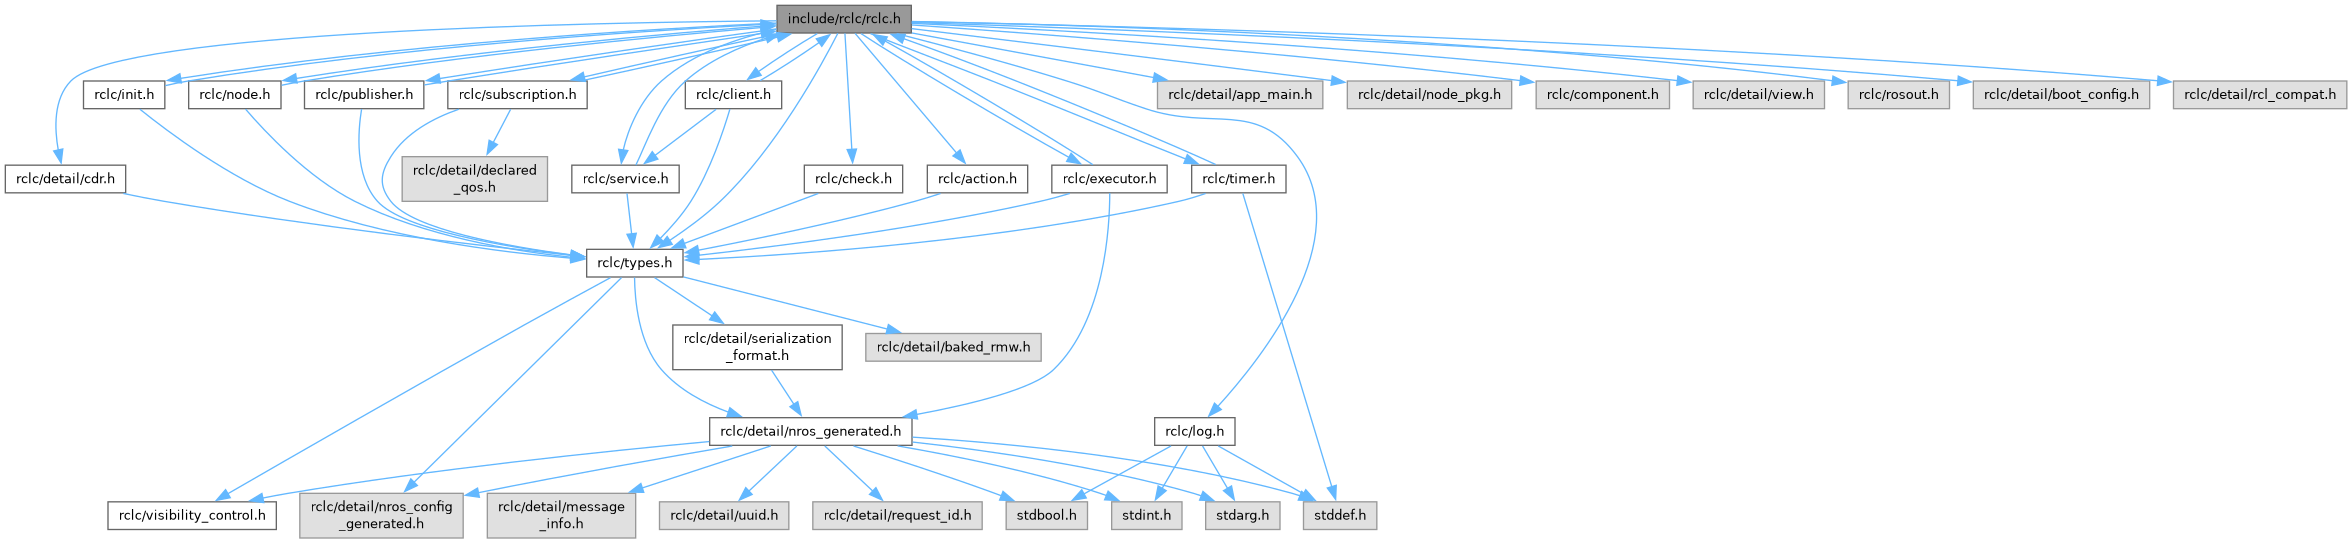 include/rclc/rclc.h
rclc/init.h
rclc/node.h
rclc/publisher.h
rclc/subscription.h
rclc/client.h
rclc/detail/app_main.h
rclc/detail/node_pkg.h
rclc/component.h
rclc/detail/view.h
rclc/rosout.h
rclc/detail/boot_config.h
rclc/detail/rcl_compat.h
rclc/detail/cdr.h
rclc/detail/declared
_qos.h
rclc/service.h
rclc/check.h
rclc/action.h
rclc/executor.h
rclc/timer.h
rclc/types.h
rclc/detail/serialization
_format.h
rclc/detail/baked_rmw.h
rclc/detail/nros_generated.h
rclc/log.h
rclc/visibility_control.h
rclc/detail/nros_config
_generated.h
rclc/detail/message
_info.h
rclc/detail/uuid.h
rclc/detail/request_id.h
stdbool.h
stdint.h
stdarg.h
stddef.h